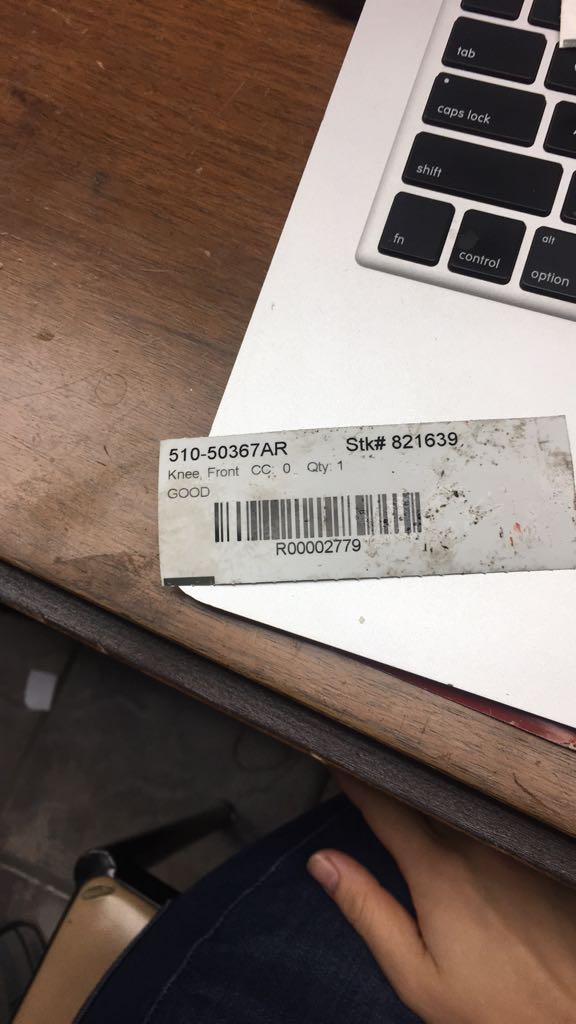 tab
caps lock
shift
fn
control
alt
option
510-50367AR Stk# 821639
Knee, Front CC: 0 Qty: 1
GOOD
R00002779